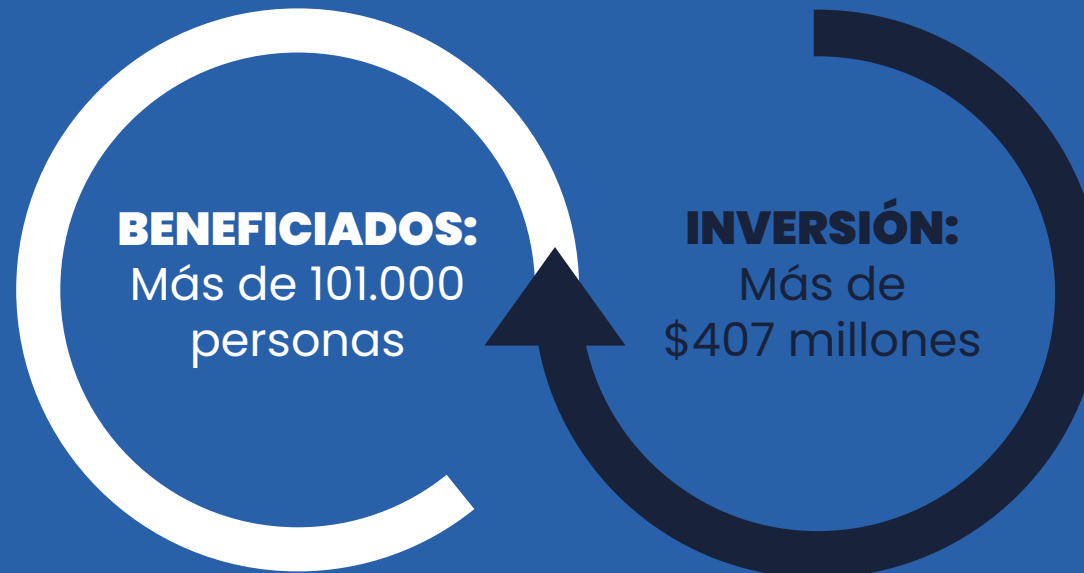 BENEFICIADOS:
Más de 101.000
personas
INVERSIÓN:
Más de
$407 millones